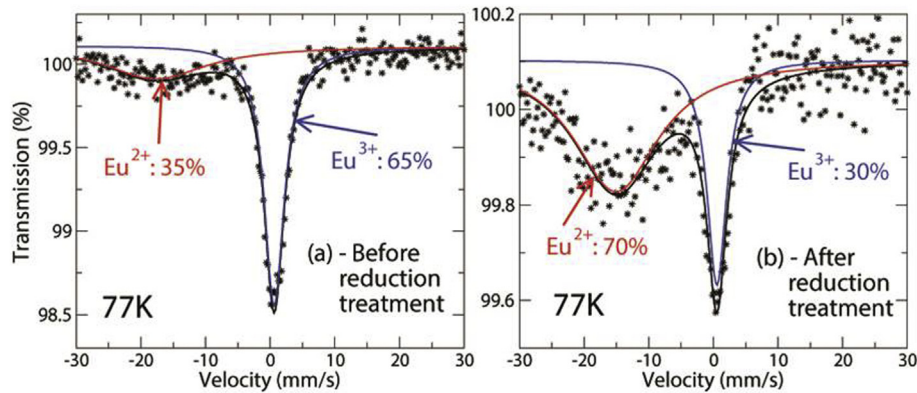 100
99.5
99
98.5
Transmission (%)
Eu2+: 35%
Eu3+: 65%
(a) - Before
reduction
treatment
77K
-30 -20 -10 0 10 20 30
Velocity (mm/s)
100.2
100.0
99.8
99.6
Eu3+: 30%
Eu2+: 70%
(b) - After
reduction
treatment
77K
-30 -20 -10 0 10 20 30
Velocity (mm/s)